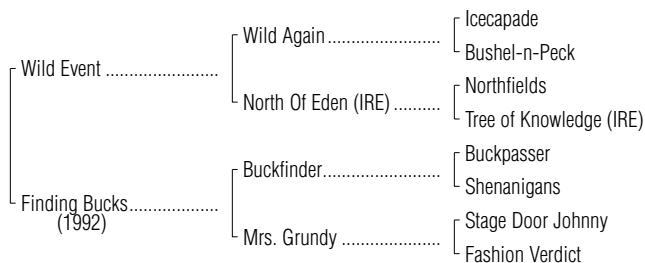 Icecapade
Wild Again ........................
Bushel-n-Peck
Wild Event ........................
Northfields
North Of Eden (IRE) ..........
Tree of Knowledge (IRE)
Buckpasser
Buckfinder.........................
Shenanigans
Finding Bucks...................
(1992)
Stage Door Johnny
Mrs. Grundy .....................
Fashion Verdict